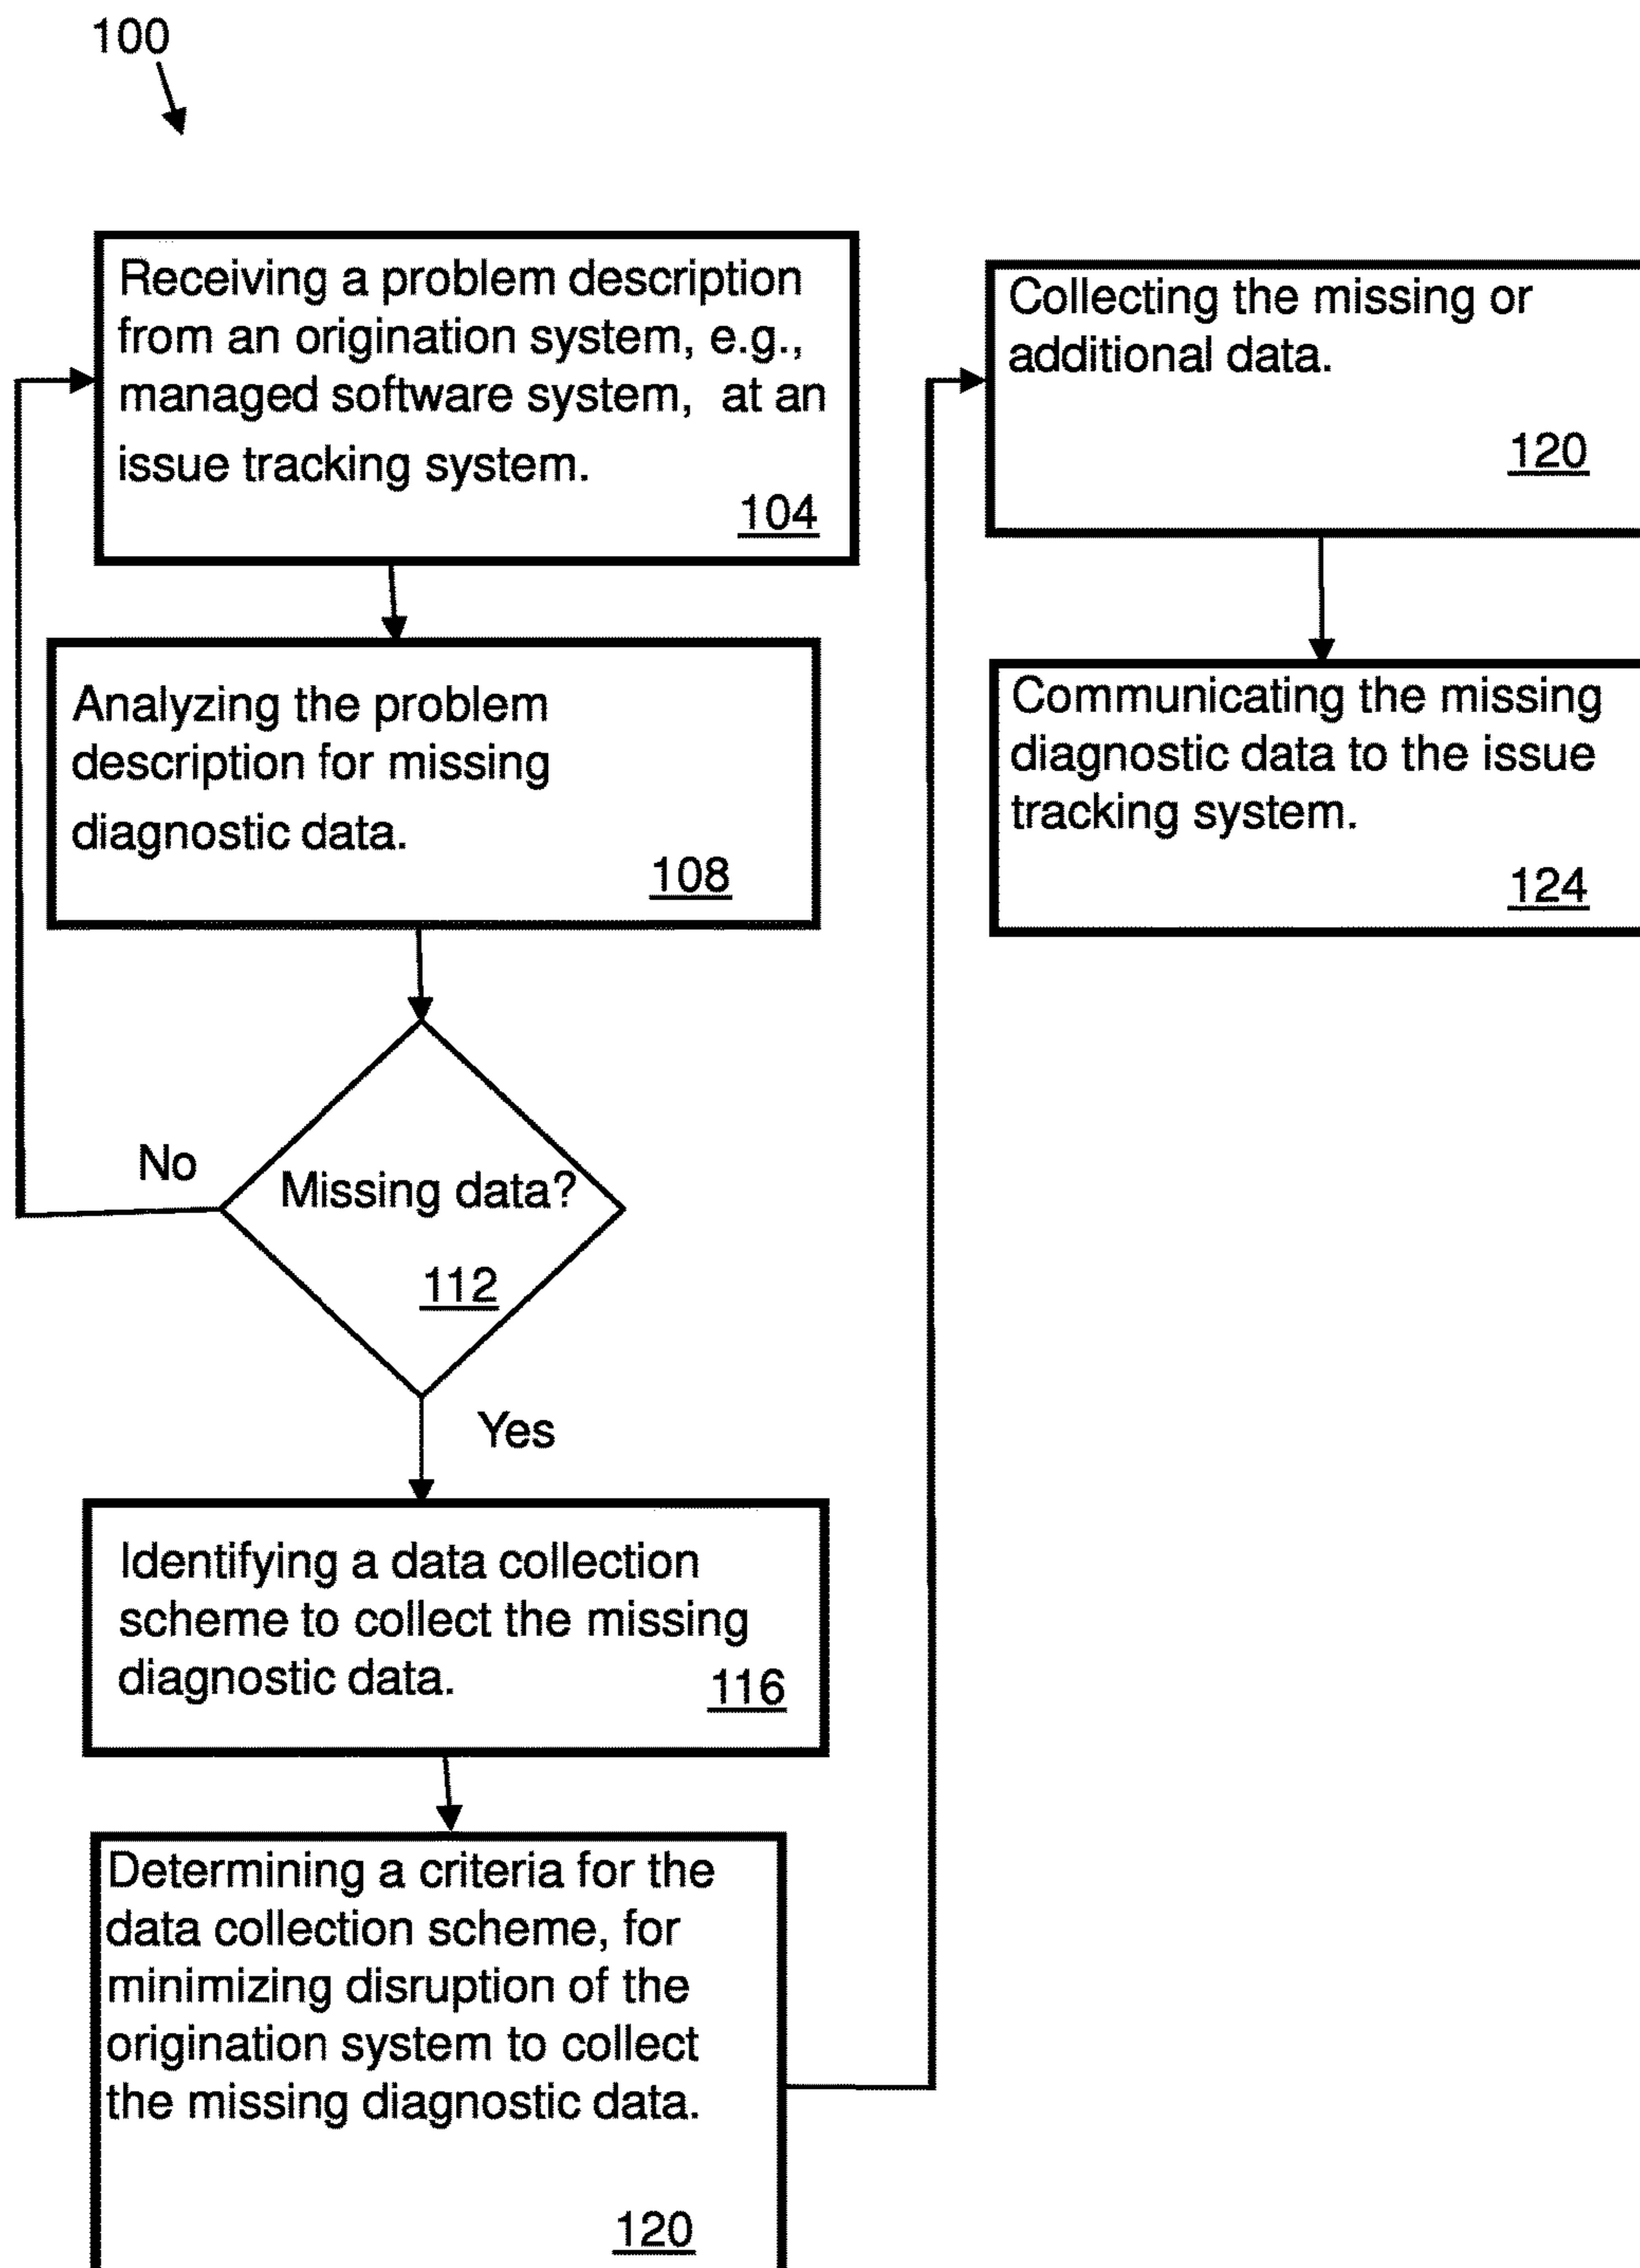 100
Receiving a problem description
from an origination system, e.g.,
managed software system, at an
issue tracking system.
104
Analyzing the problem
description for missing
diagnostic data.
108
No
Missing data?
112
Yes
Identifying a data collection
scheme to collect the missing
diagnostic data.
116
Determining a criteria for the
data collection scheme, for
minimizing disruption of the
origination system to collect
the missing diagnostic data.
120
Collecting the missing or
additional data.
120
Communicating the missing
diagnostic data to the issue
tracking system.
124